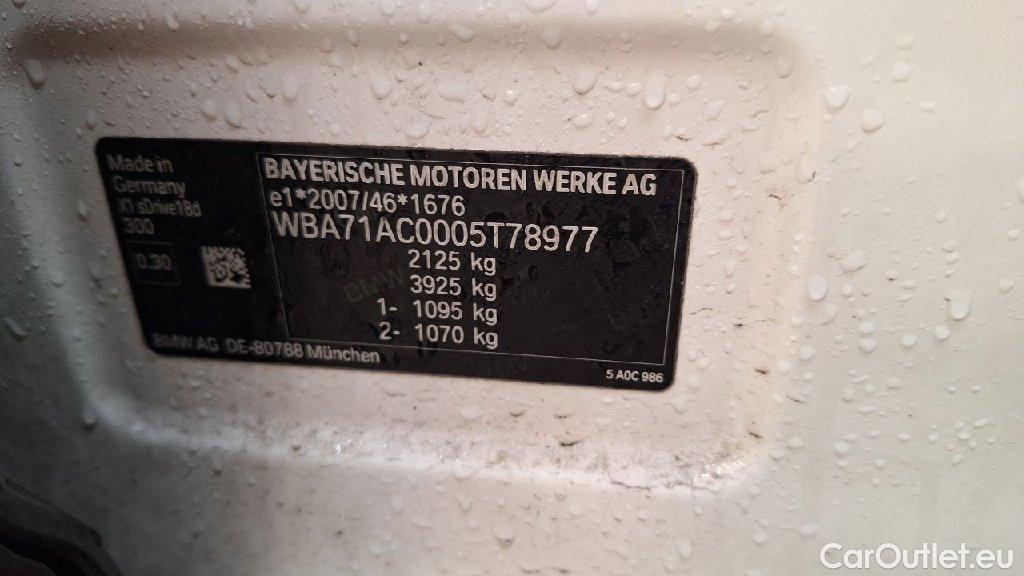 Made in
Germany
X1 sDrive18d
300
0.30
BAYERISCHE MOTOREN WERKE AG
e1*2007/46*1676
WBA71AC0005T78977
2125 kg
3925 kg
1- 1095 kg
2- 1070 kg
BMW AG DE-80788 München
5 A0C 986
CarOutlet.eu